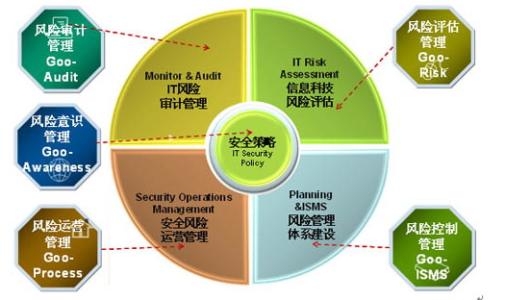 风险审计
管理
Goo-
Audit
风险意识
管理
Goo-
Awareness
风险运营
管理
Goo-
Process
Monitor & Audit
IT风险
审计管理
IT Risk
Assessment
信息科技
风险评估
安全策略
IT Security
Policy
Security Operations
Management
安全风险
运营管理
Planning
&ISMS
风险管理
体系建设
风险评估
管理
Goo-
Risk
风险控制
管理
Goo-
ISMS